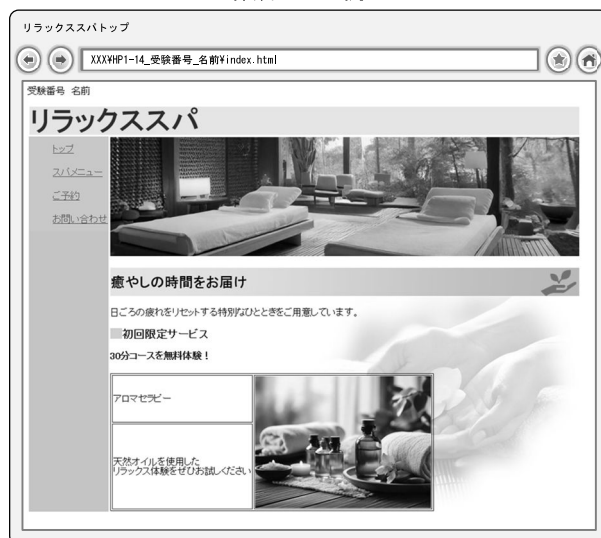 リラックススパトップ
XXX¥HP1-14_受験番号_名前¥index.html
受験番号 名前
リラックススパ
トップ
スパメニュー
ご予約
お問い合わせ
癒やしの時間をお届け
日ごろの疲れをリセットする特別なひとときをご用意しています。
初回限定サービス
30分コースを無料体験！
アロマセラピー
天然オイルを使用した
リラックス体験をぜひお試しください